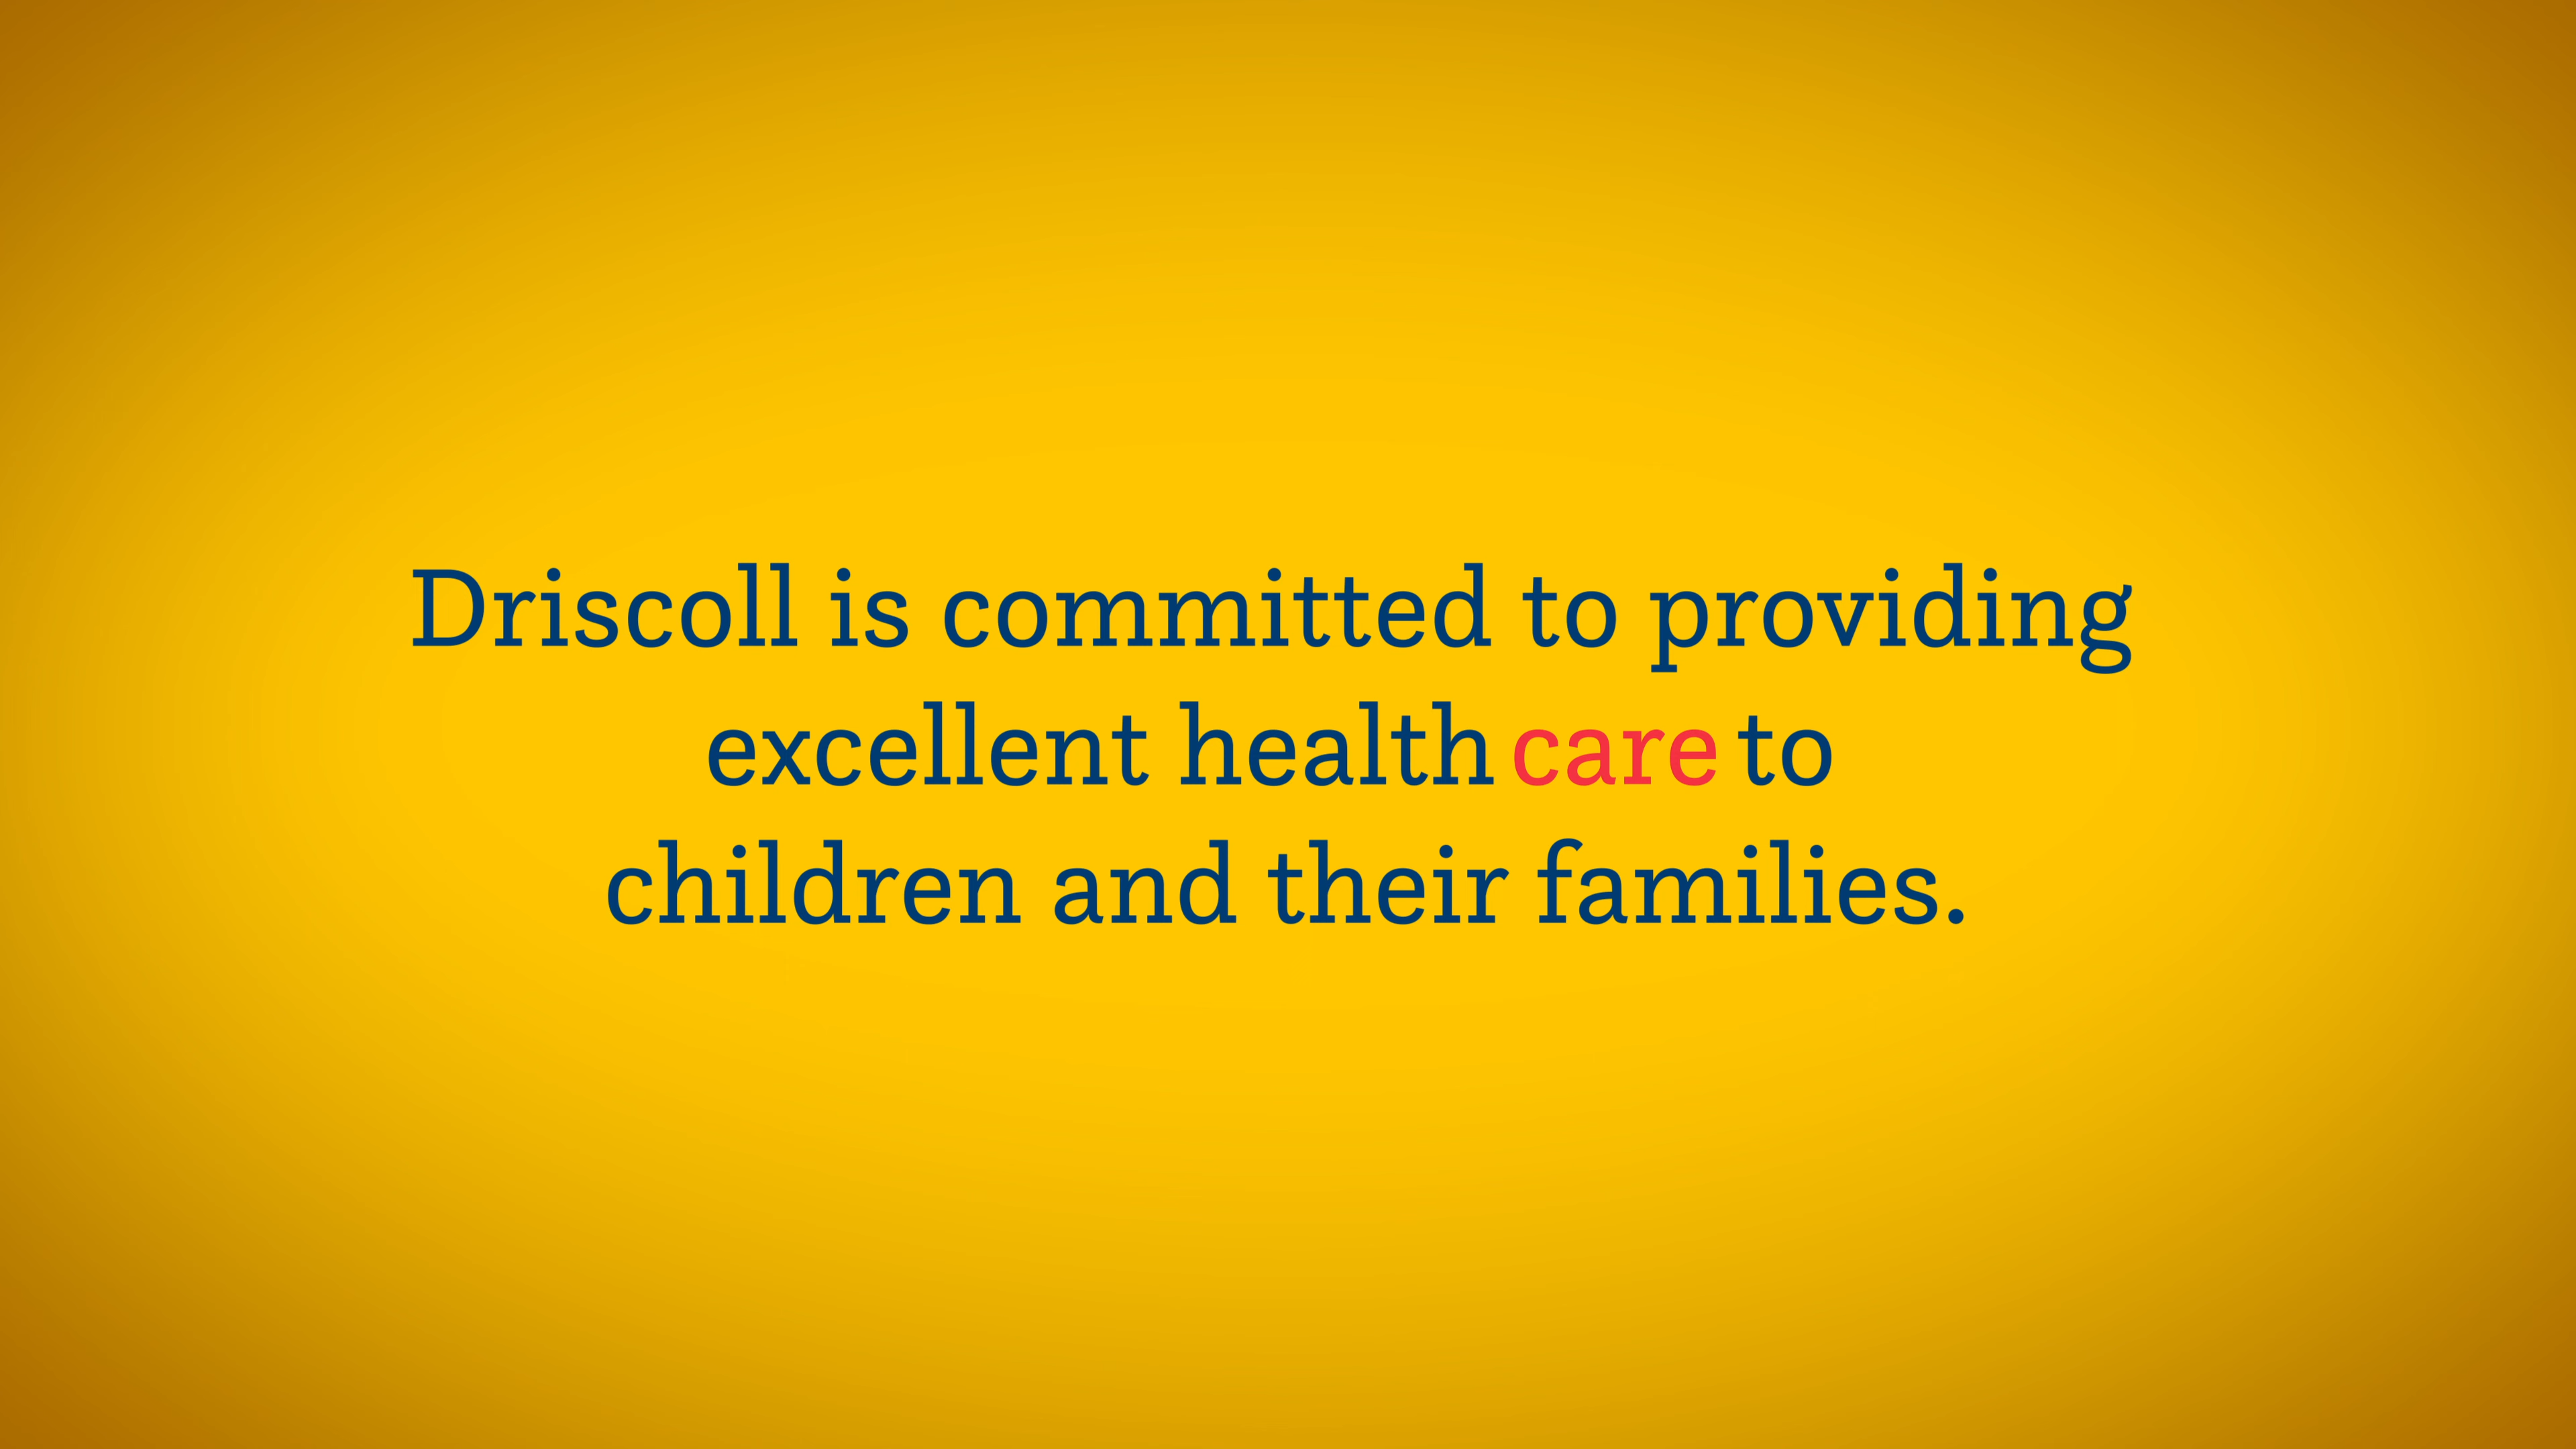 Driscoll is committed to providing
excellent health care to
children and their families.